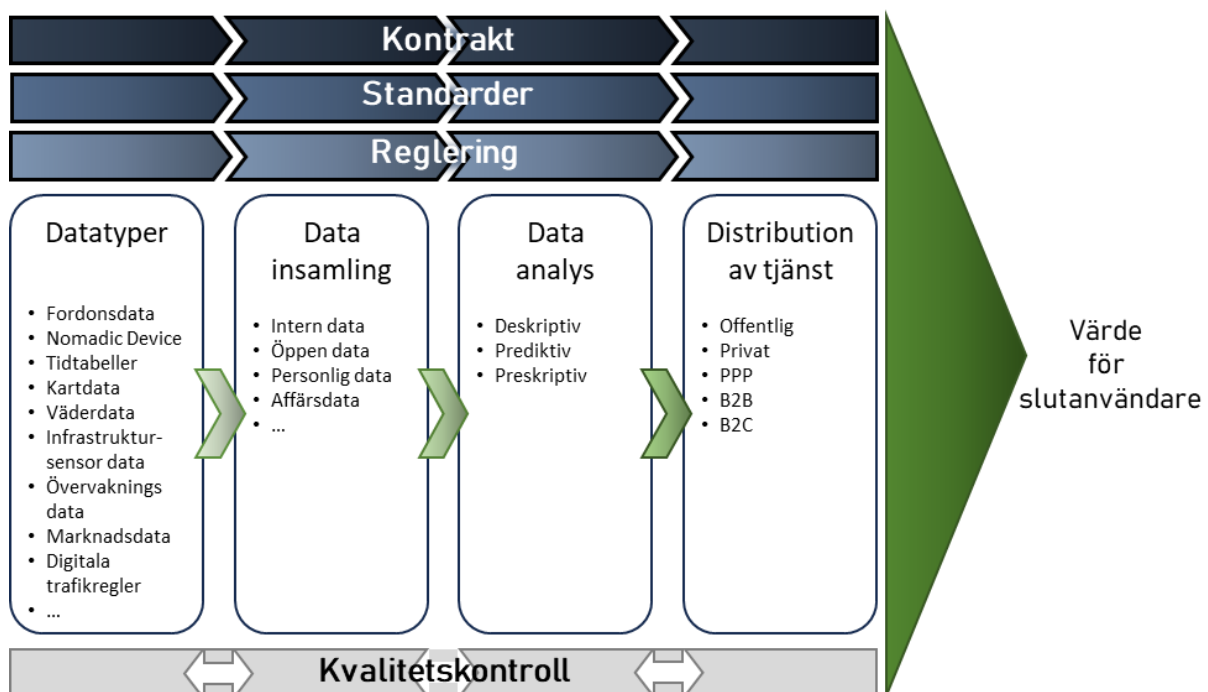 Kontrakt
Standarder
Reglering
Datatyper
• Fordonsdata
• Nomadic Device
• Tidtabeller
• Kartdata
• Väderdata
• Infrastruktur-
sensor data
• Övervaknings
data
• Marknadsdata
• Digitala
trafikregler
• ...
Data
insamling
• Intern data
• Öppen data
• Personlig data
• Affärsdata
• ...
Data
analys
• Deskriptiv
• Prediktiv
• Preskriptiv
Distribution
av tjänst
• Offentlig
• Privat
• PPP
• B2B
• B2C
Värde
för
slutanvändare
Kvalitetskontroll